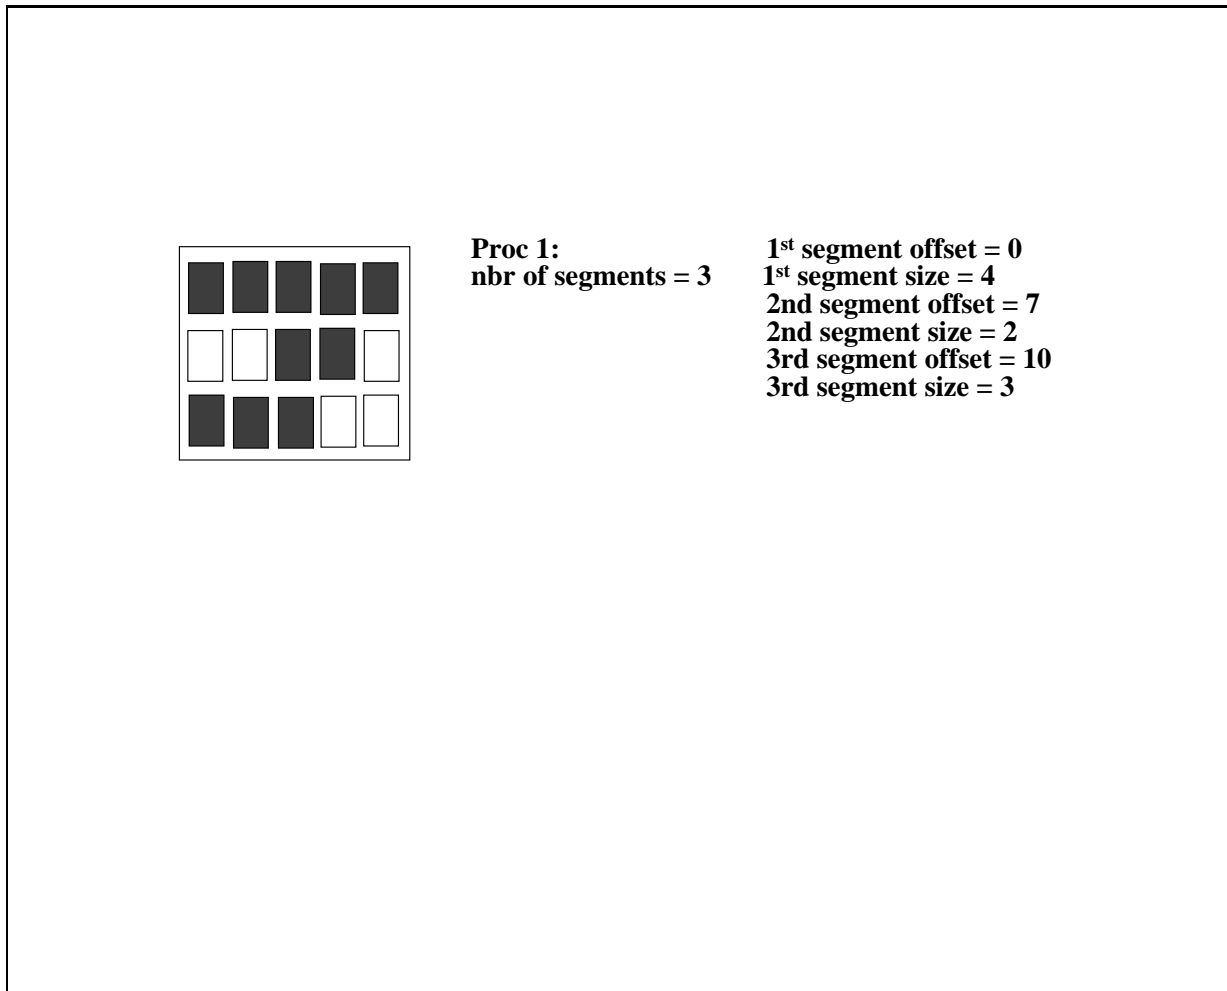 Proc 1:
nbr of segments = 3
1st segment offset = 0
1st segment size = 4
2nd segment offset = 7
2nd segment size = 2
3rd segment offset = 10
3rd segment size = 3